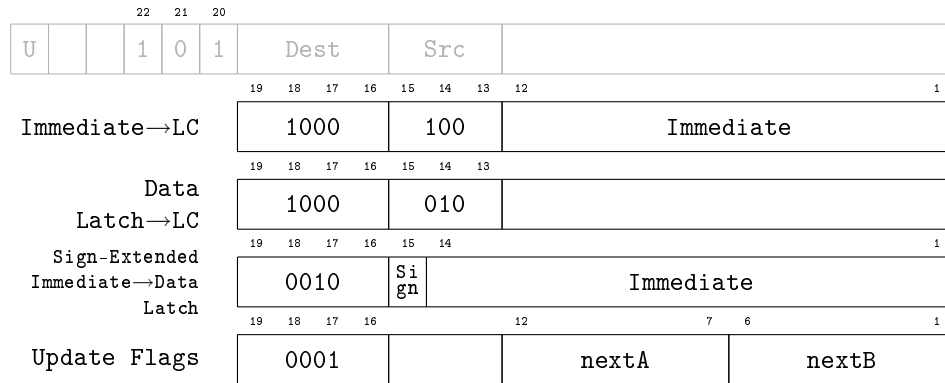 22 21 20
U 1 0 1 Dest Src
19 18 17 16 15 14 13 12 1
Immediate→LC 1000 100 Immediate
19 18 17 16 15 14 13
Data
Latch→LC 1000 010
19 18 17 16 15 14 1
Sign-Extended
Immediate→Data
Latch 0010 Si
gn Immediate
19 18 17 16 12 7 6 1
Update Flags 0001 nextA nextB